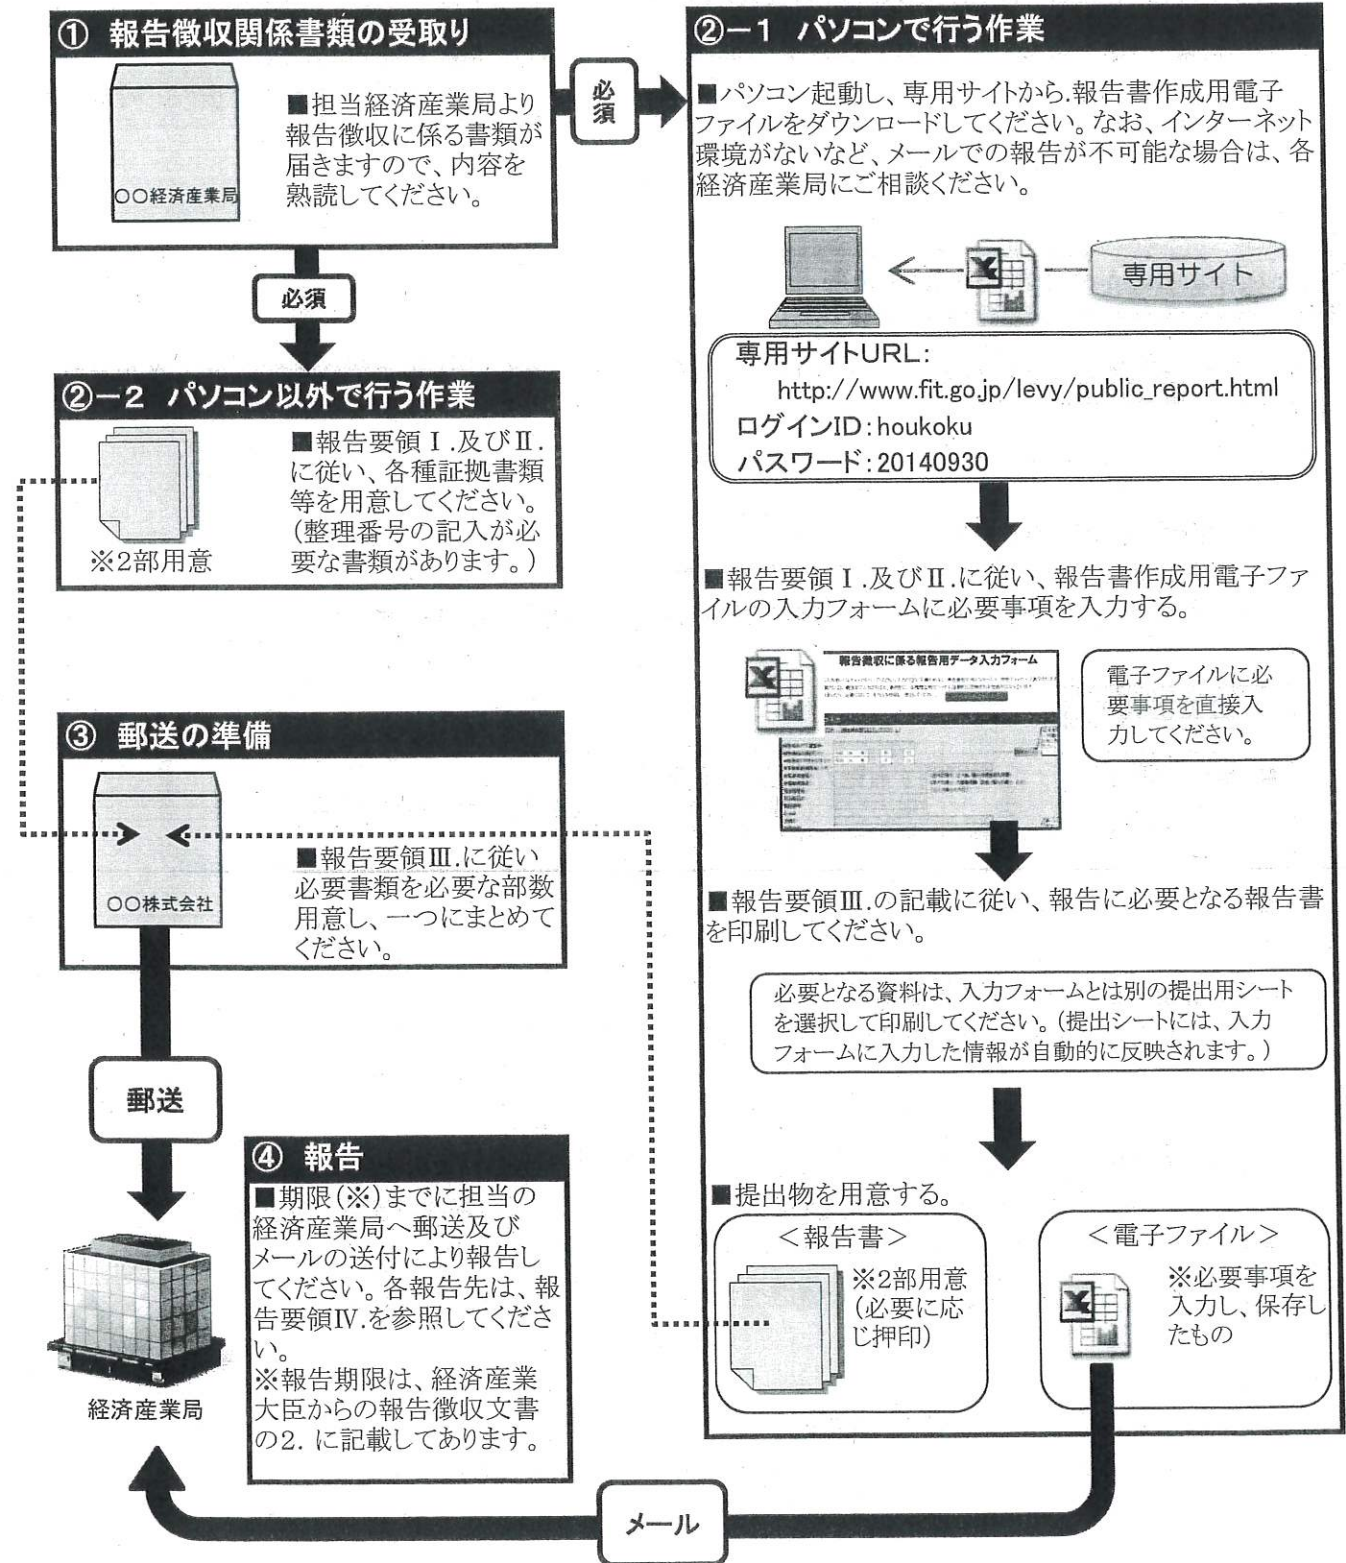 ① 報告徴収関係書類の受取り
■担当経済産業局より
報告徴収に係る書類が
届きますので、内容を
熟読してください。
〇〇経済産業局
必須
必須
②－2 パソコン以外で行う作業
■報告要領Ⅰ.及びⅡ.
に従い、各種証拠書類
等を用意してください。
(整理番号の記入が必
要な書類があります。)
※2部用意
③ 郵送の準備
■報告要領Ⅲ.に従い
必要書類を必要な部数
用意し、一つにまとめて
ください。
〇〇株式会社
郵送
④ 報告
■期限(※)までに担当の
経済産業局へ郵送及び
メールの送付により報告し
てください。各報告先は、報
告要領Ⅳ.を参照してくださ
い。
※報告期限は、経済産業
大臣からの報告徴収文書
の2. に記載してあります。
経済産業局
②－1 パソコンで行う作業
■パソコン起動し、専用サイトから.報告書作成用電子
ファイルをダウンロードしてください。なお、インターネット
環境がないなど、メールでの報告が不可能な場合は、各
経済産業局にご相談ください。
専用サイト
専用サイトURL:
http://www.fit.go.jp/levy/public_report.html
ログインID:houkoku
パスワード:20140930
■報告要領Ⅰ.及びⅡ.に従い、報告書作成用電子ファ
イルの入力フォームに必要事項を入力する。
報告徴収に係る報告用データ入力フォーム
電子ファイルに必
要事項を直接入
力してください。
■報告要領Ⅲ.の記載に従い、報告に必要となる報告書
を印刷してください。
必要となる資料は、入力フォームとは別の提出用シート
を選択して印刷してください。(提出シートには、入力
フォームに入力した情報が自動的に反映されます。)
■提出物を用意する。
＜報告書＞
※2部用意
(必要に応
じ押印)
＜電子ファイル＞
※必要事項を
入力し、保存し
たもの
メール